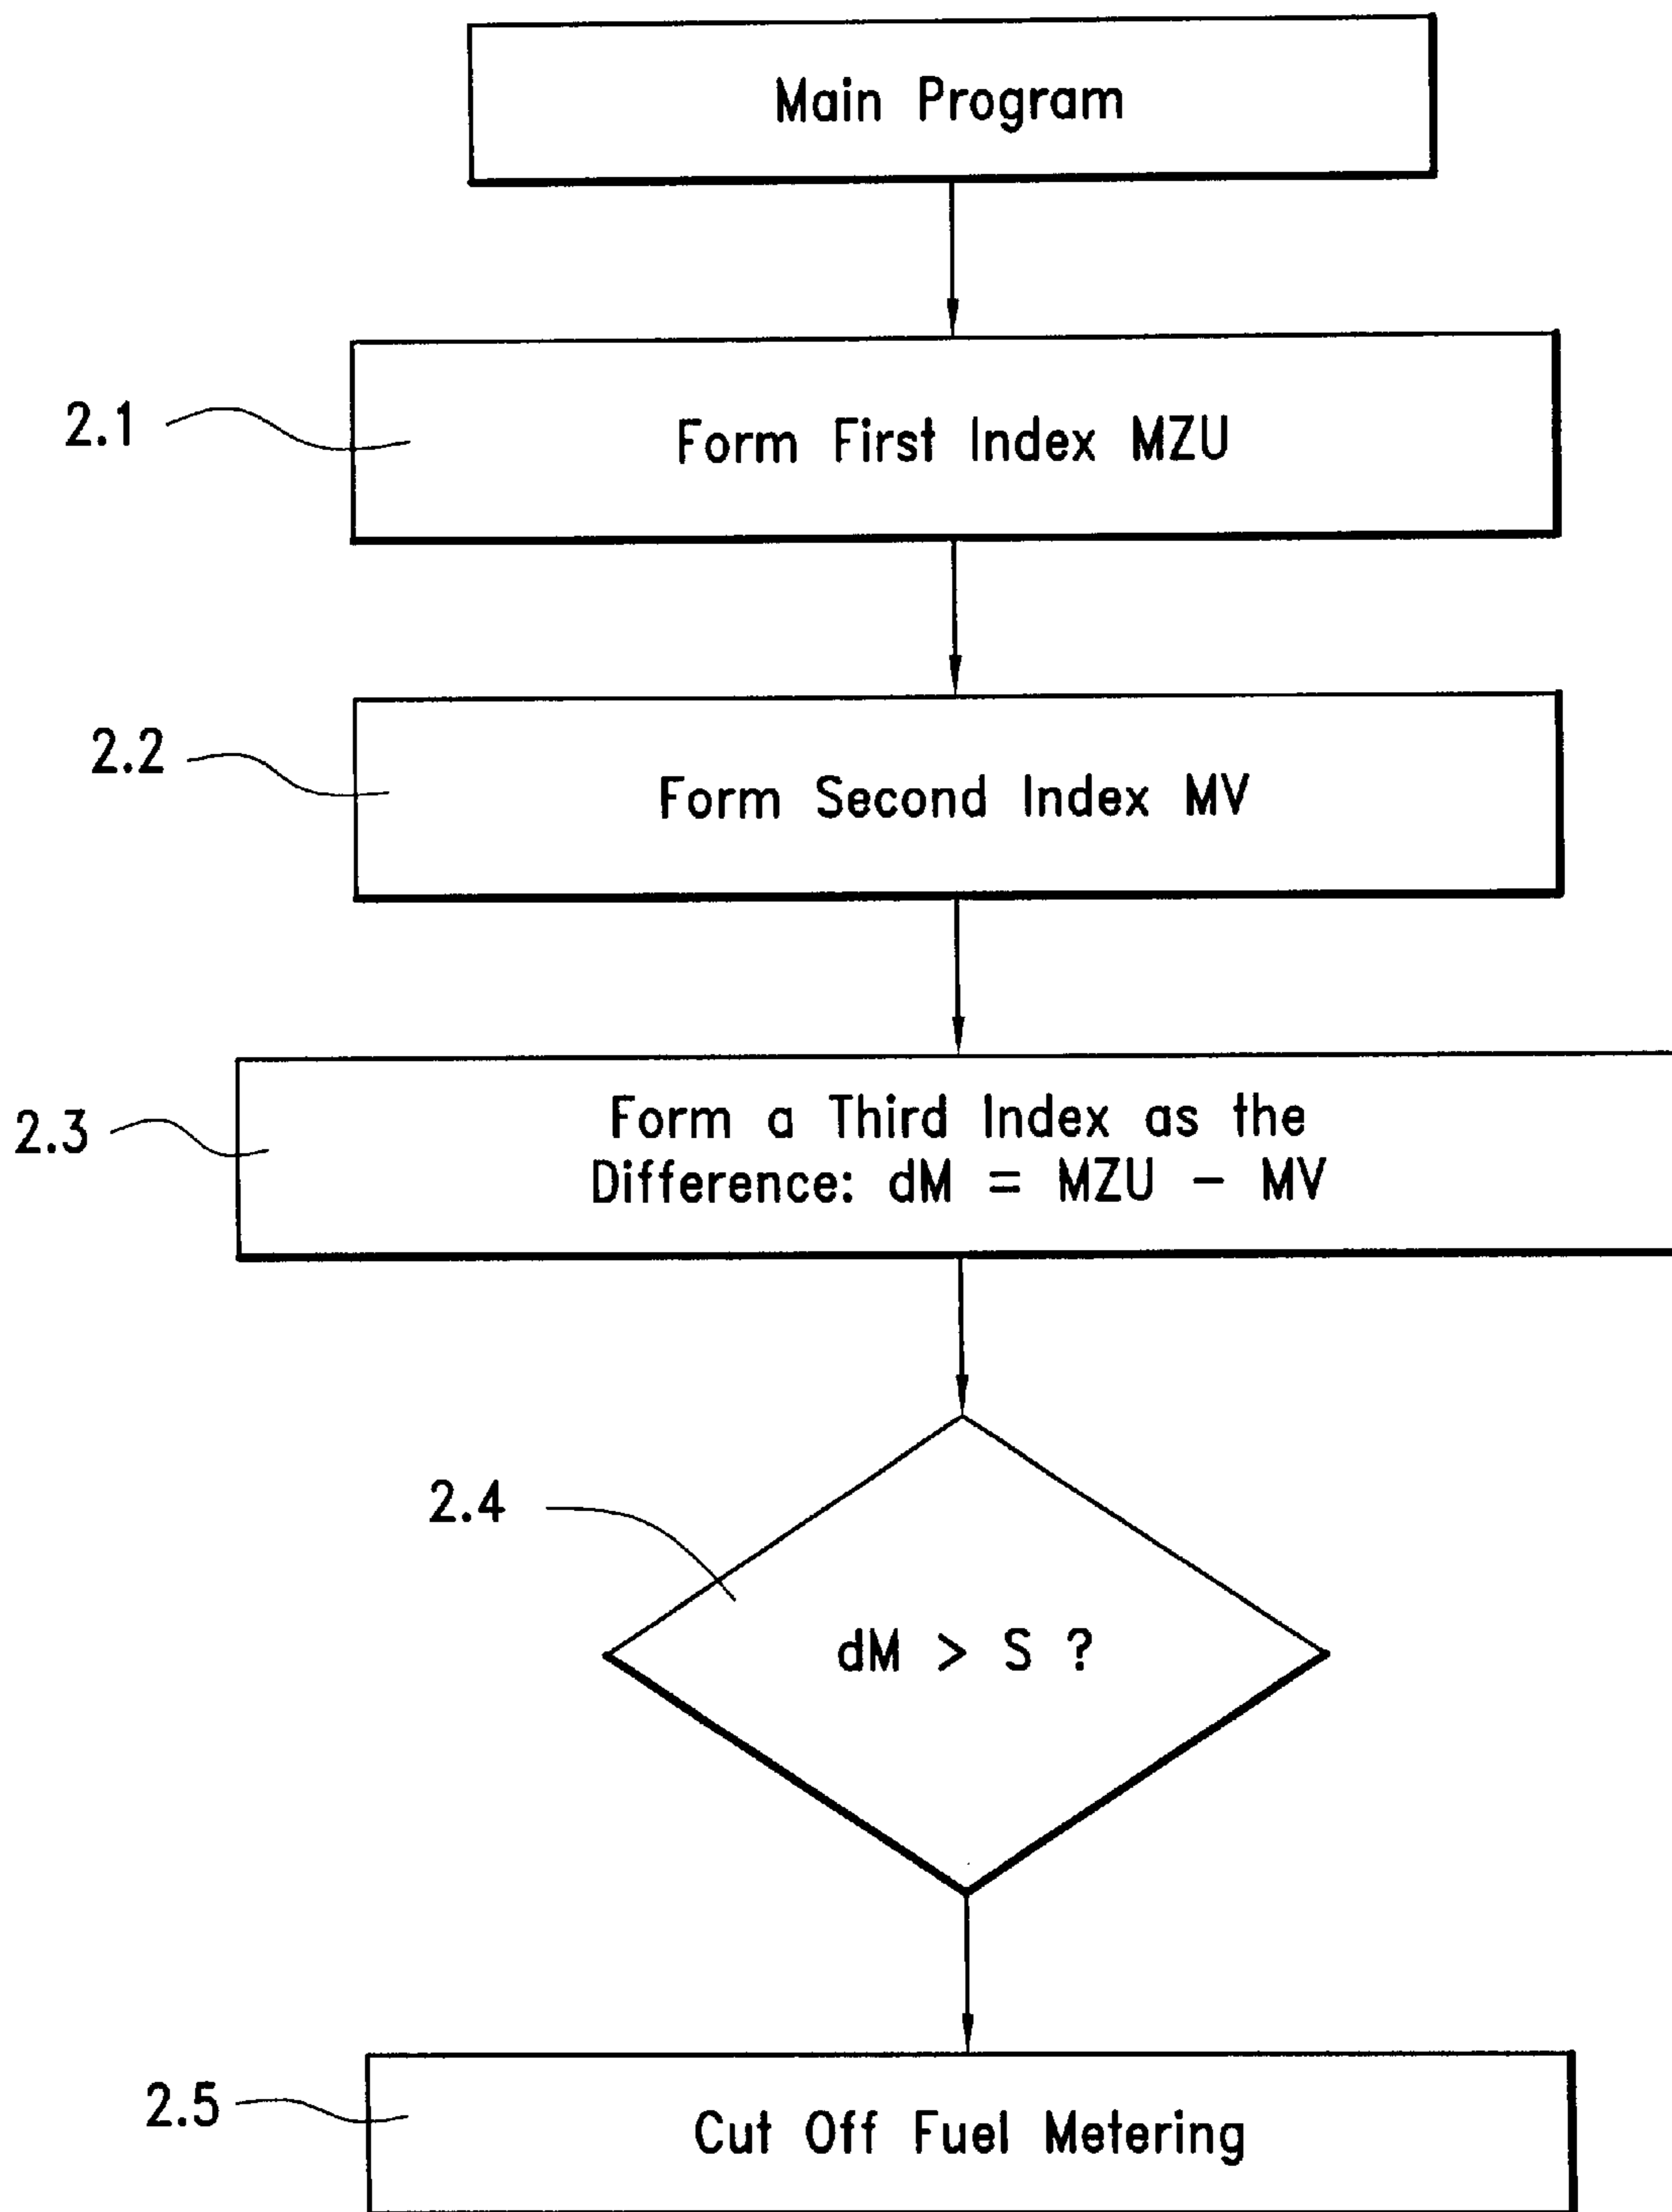 Main Program
2.1
Form First Index MZU
2.2
Form Second Index MV
2.3
Form a Third Index as the
Difference: dM = MZU - MV
2.4
dM > S ?
2.5
Cut Off Fuel Metering